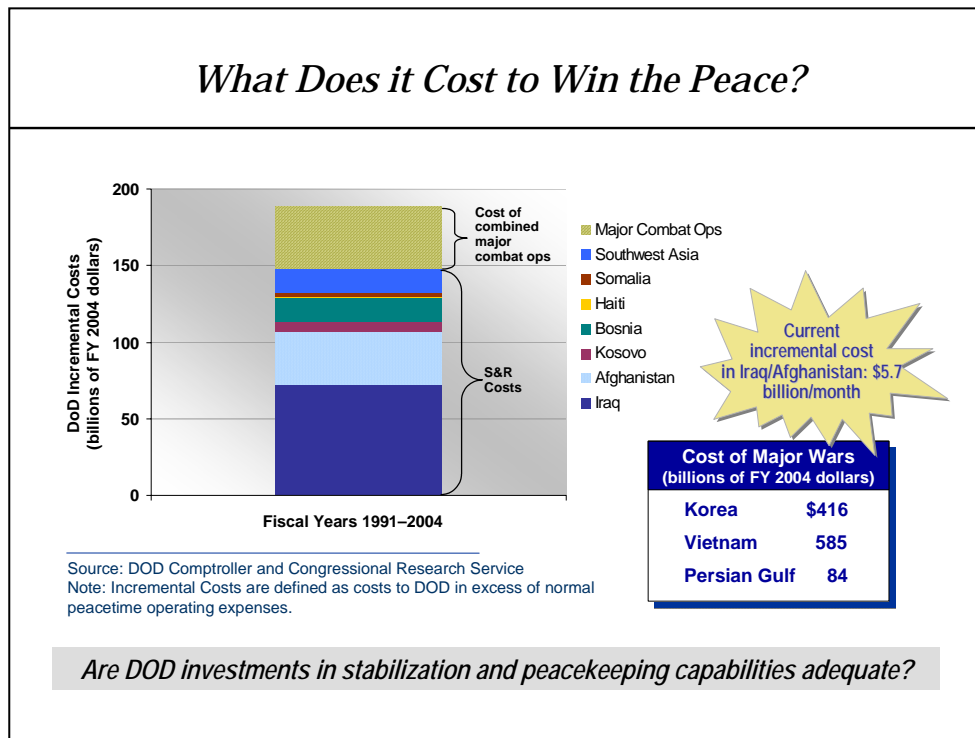 What Does it Cost to Win the Peace?
DoD Incremental Costs
(billions of FY 2004 dollars)
200
150
100
50
0
Cost of
combined
major
combat ops
S&R
Costs
Fiscal Years 1991–2004
Major Combat Ops
Southwest Asia
Somalia
Haiti
Bosnia
Kosovo
Afghanistan
Iraq
Current
incremental cost
in Iraq/Afghanistan: $5.7
billion/month
Cost of Major Wars
(billions of FY 2004 dollars)
Korea $416
Vietnam 585
Persian Gulf 84
Source: DOD Comptroller and Congressional Research Service
Note: Incremental Costs are defined as costs to DOD in excess of normal
peacetime operating expenses.
Are DOD investments in stabilization and peacekeeping capabilities adequate?